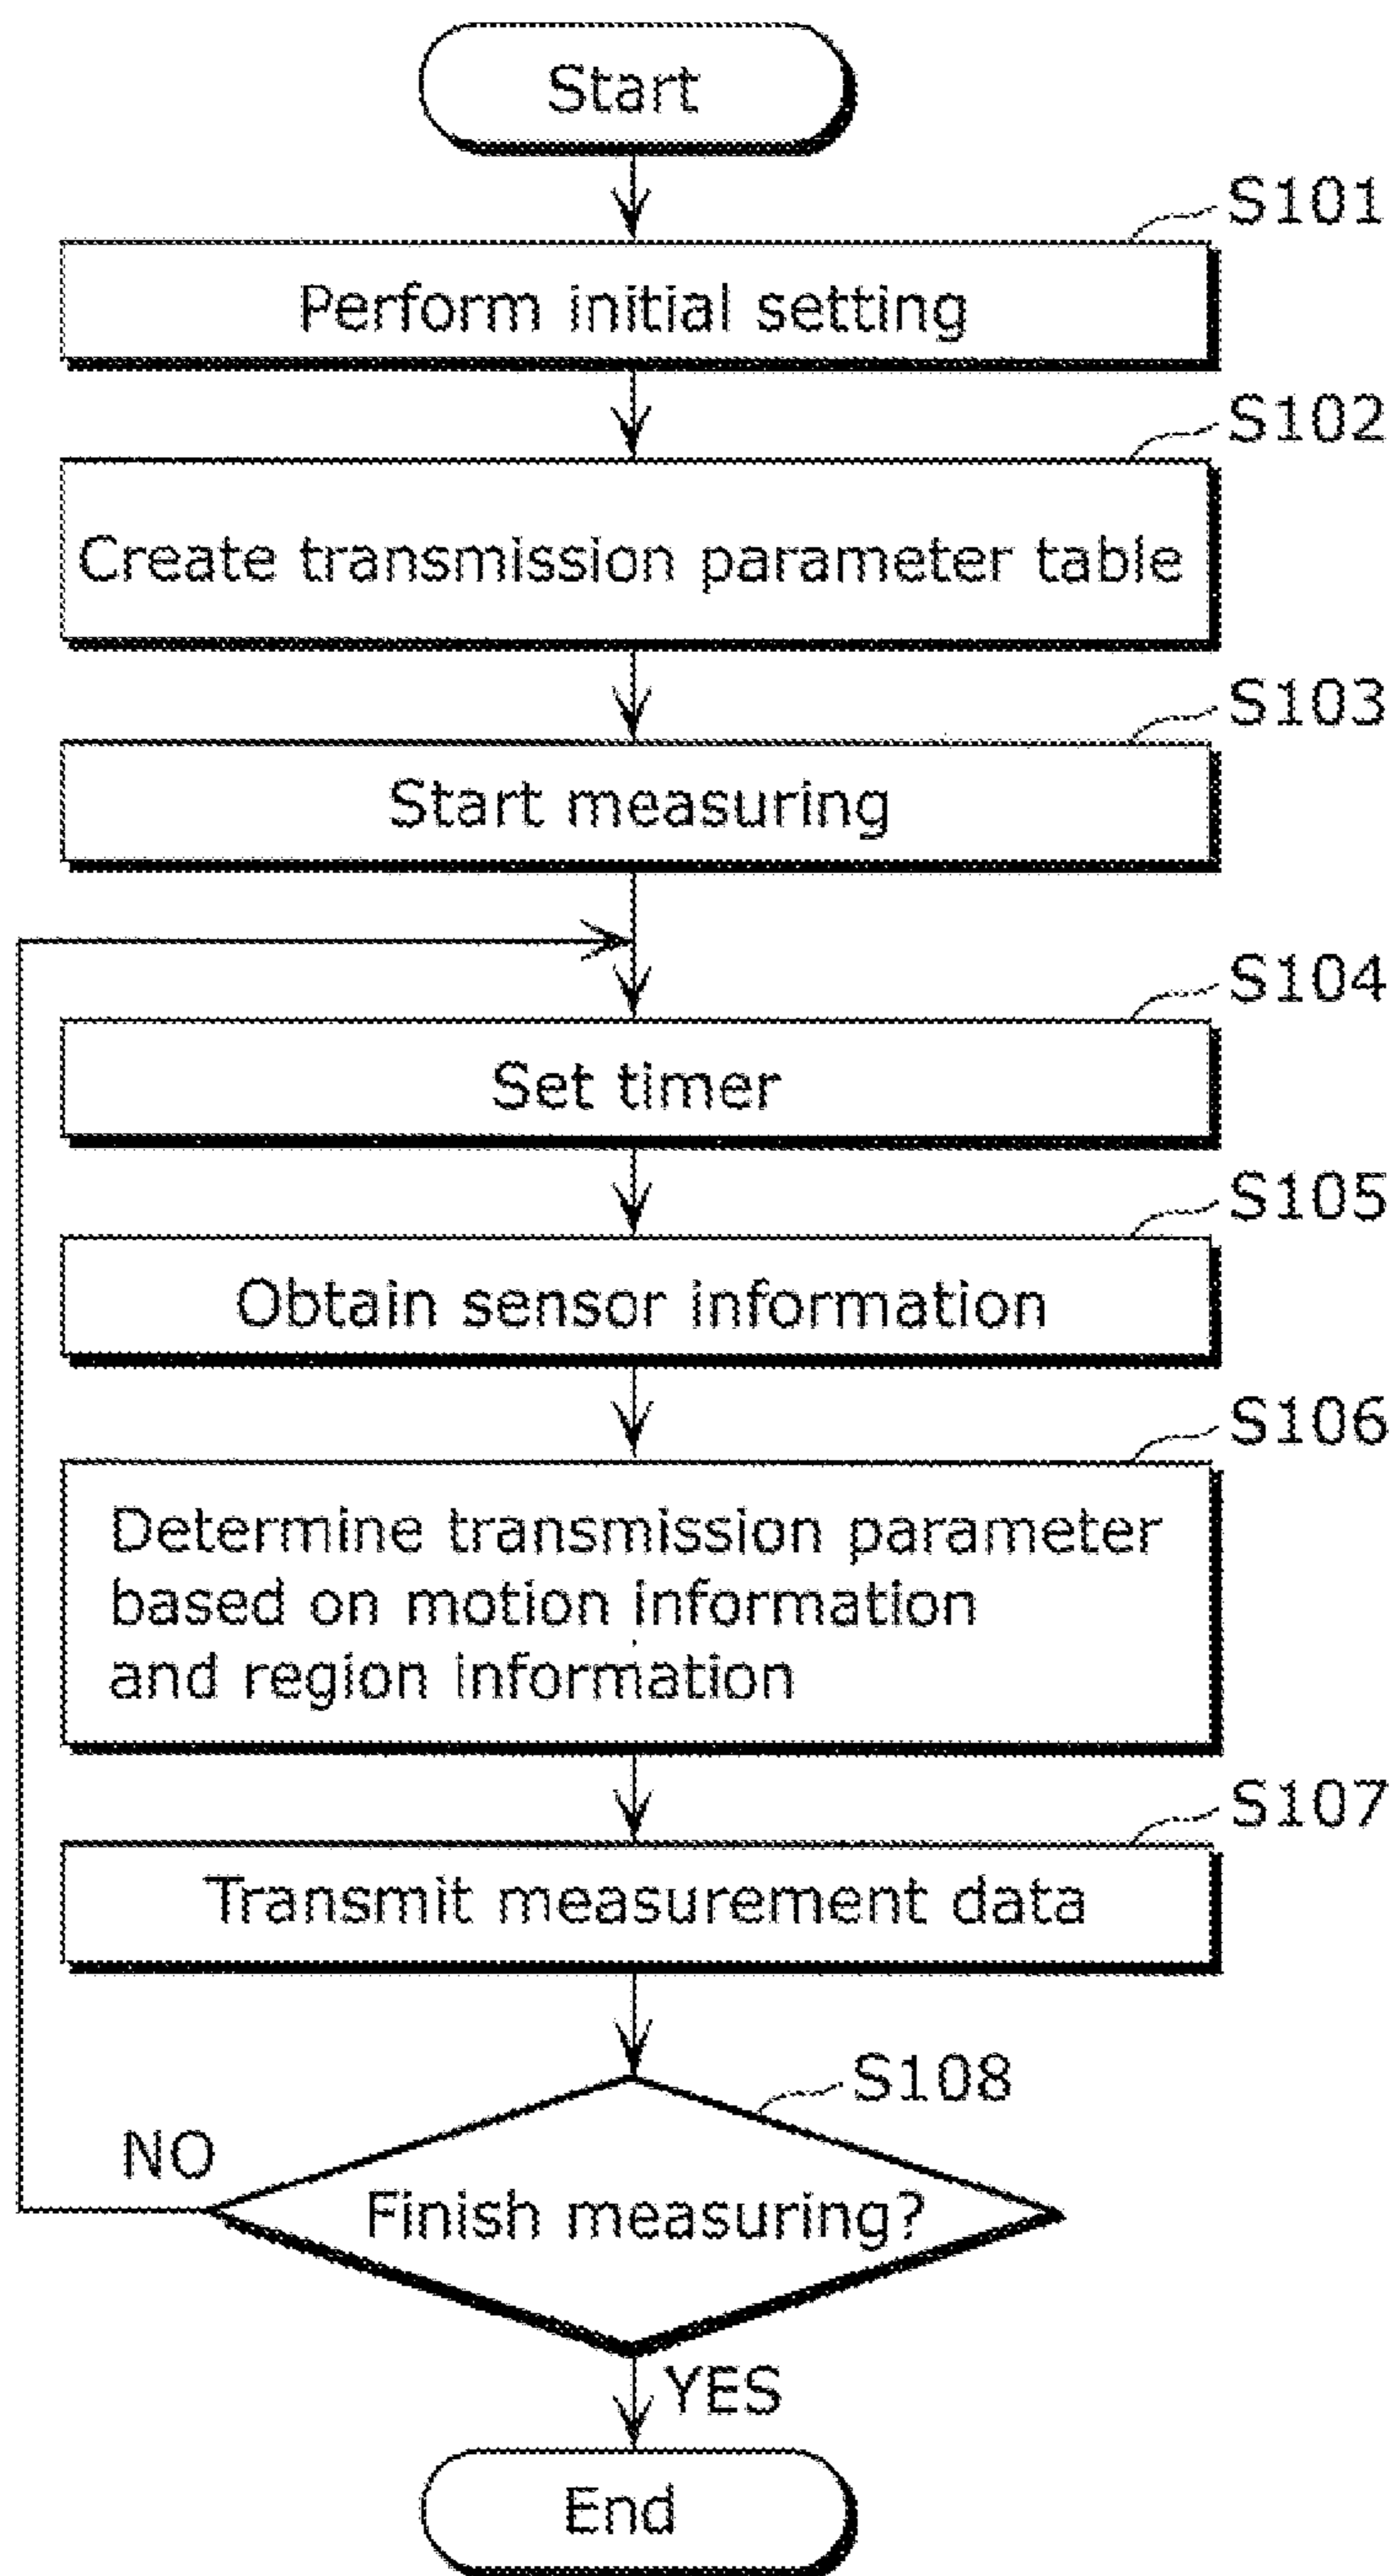 Start
S101
Perform initial setting
S102
Create transmission parameter table
S103
Start measuring
S104
Set timer
S105
Obtain sensor information
S106
Determine transmission parameter
based on motion information
and region information
S107
Transmit measurement data
S108
NO
Finish measuring?
YES
End